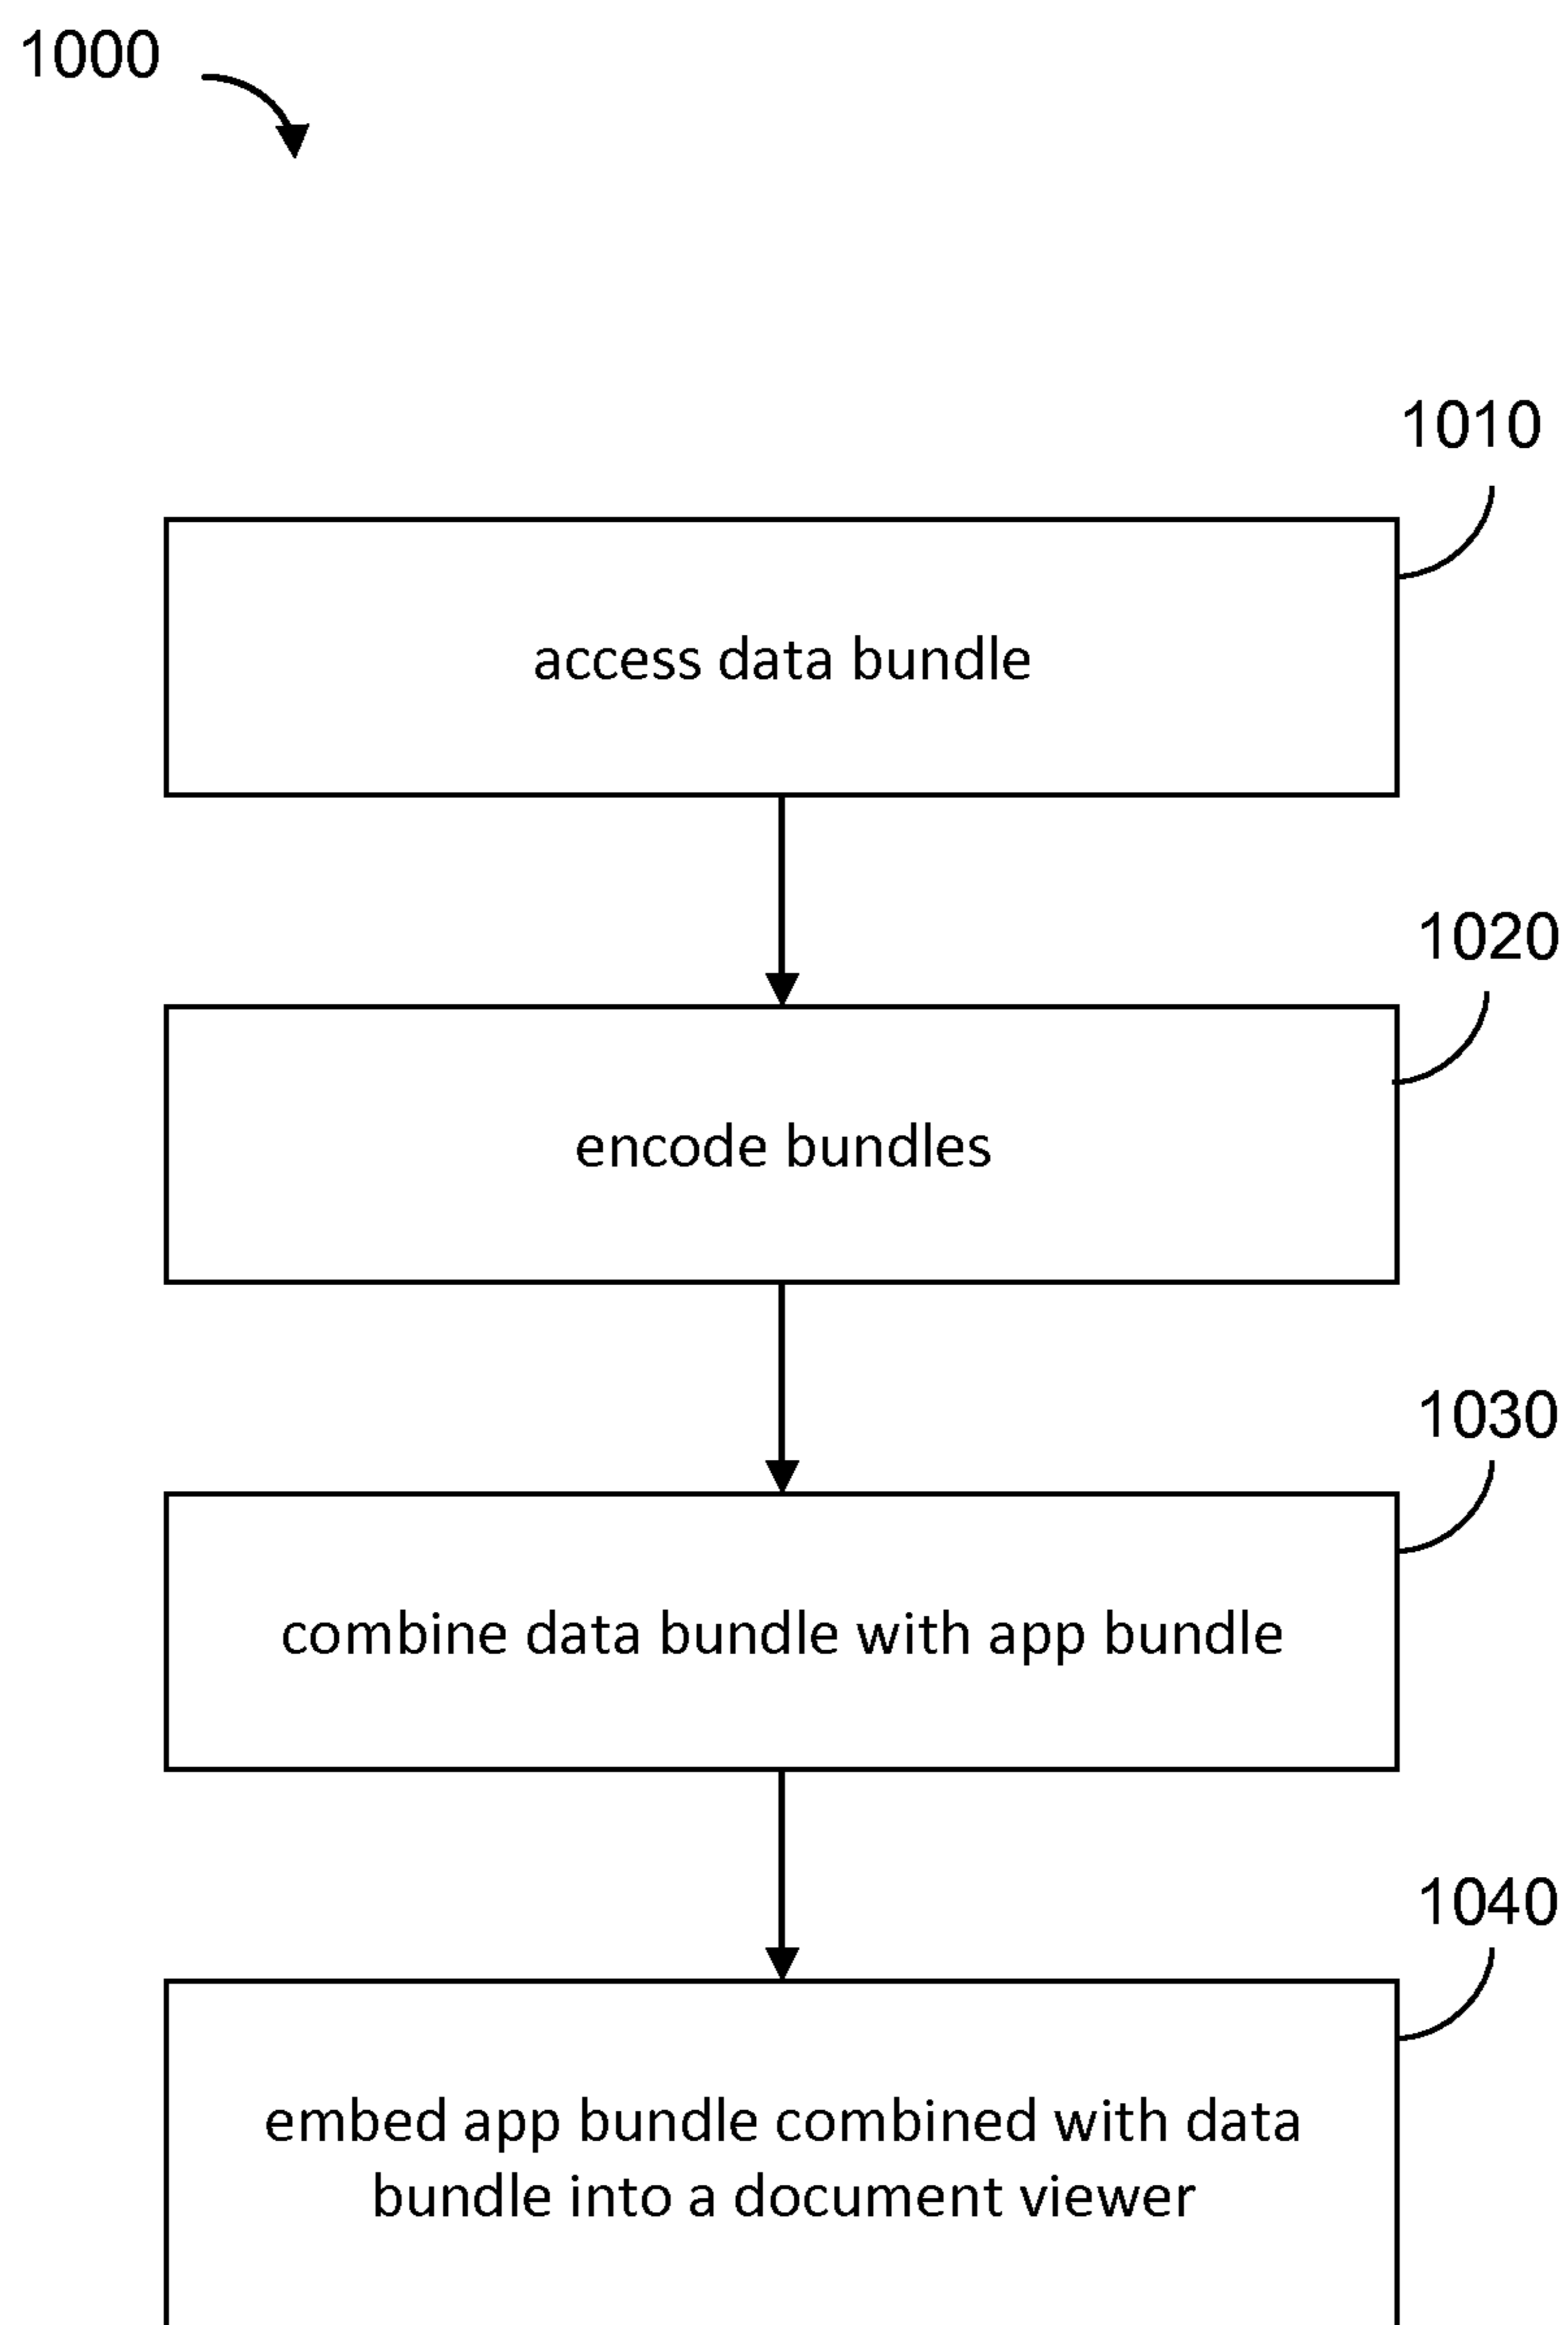 1000
1010
access data bundle
1020
encode bundles
1030
combine data bundle with app bundle
1040
embed app bundle combined with data
bundle into a document viewer